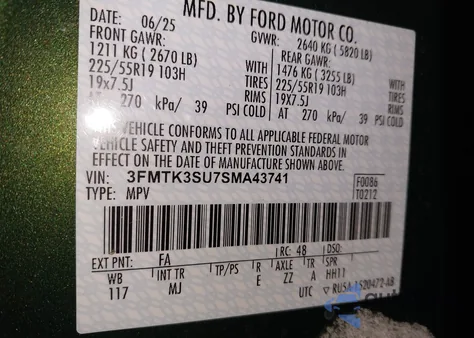 MFD. BY FORD MOTOR CO.
DATE: 06/25 GVWR: 2640 KG ( 5820 LB)
FRONT GAWR: REAR GAWR:
1211 KG ( 2670 LB) 1476 KG ( 3255 LB)
225/55R19 103H WITH TIRES 225/55R19 103H WITH TIRES
19x7.5J RIMS 19x7.5J RIMS
AT 270 kPa/ 39 PSI COLD AT 270 kPa/ 39 PSI COLD
THIS VEHICLE CONFORMS TO ALL APPLICABLE FEDERAL MOTOR
VEHICLE SAFETY AND THEFT PREVENTION STANDARDS IN
EFFECT ON THE DATE OF MANUFACTURE SHOWN ABOVE.
VIN: 3FMTK3SU7SMA43741 F0086
TYPE: MPV T0212
EXT PNT: FA RC: 48 DSO:
WB INT TR TP/PS R AXLE TR SPR
117 MJ E ZZ A HH11
UTC ▽ RU5A-1520472-AB